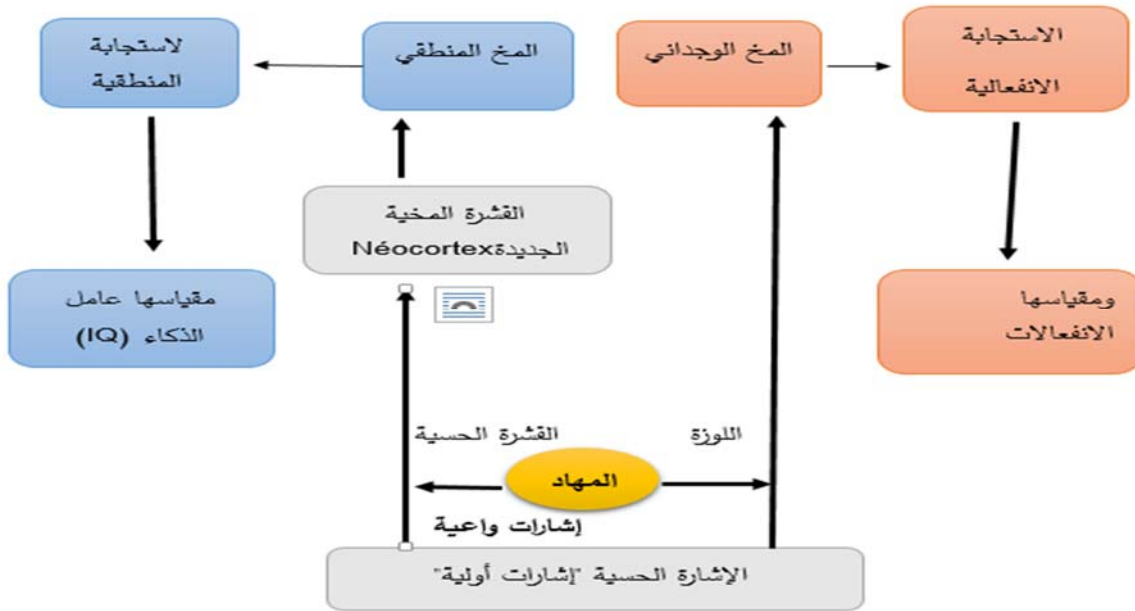 الاستجابة
الانفعالية
المخ الوجداني
المخ المنطقي
لاستجابة
المنطقية
القشرة المخية
الجديدةNéocortex
ومقياسها
الانفعالات
مقياسها عامل
الذكاء (IQ)
اللوزة
القشرة الحسية
المهاد
إشارات واعية
الإشارة الحسية "إشارات أولية"